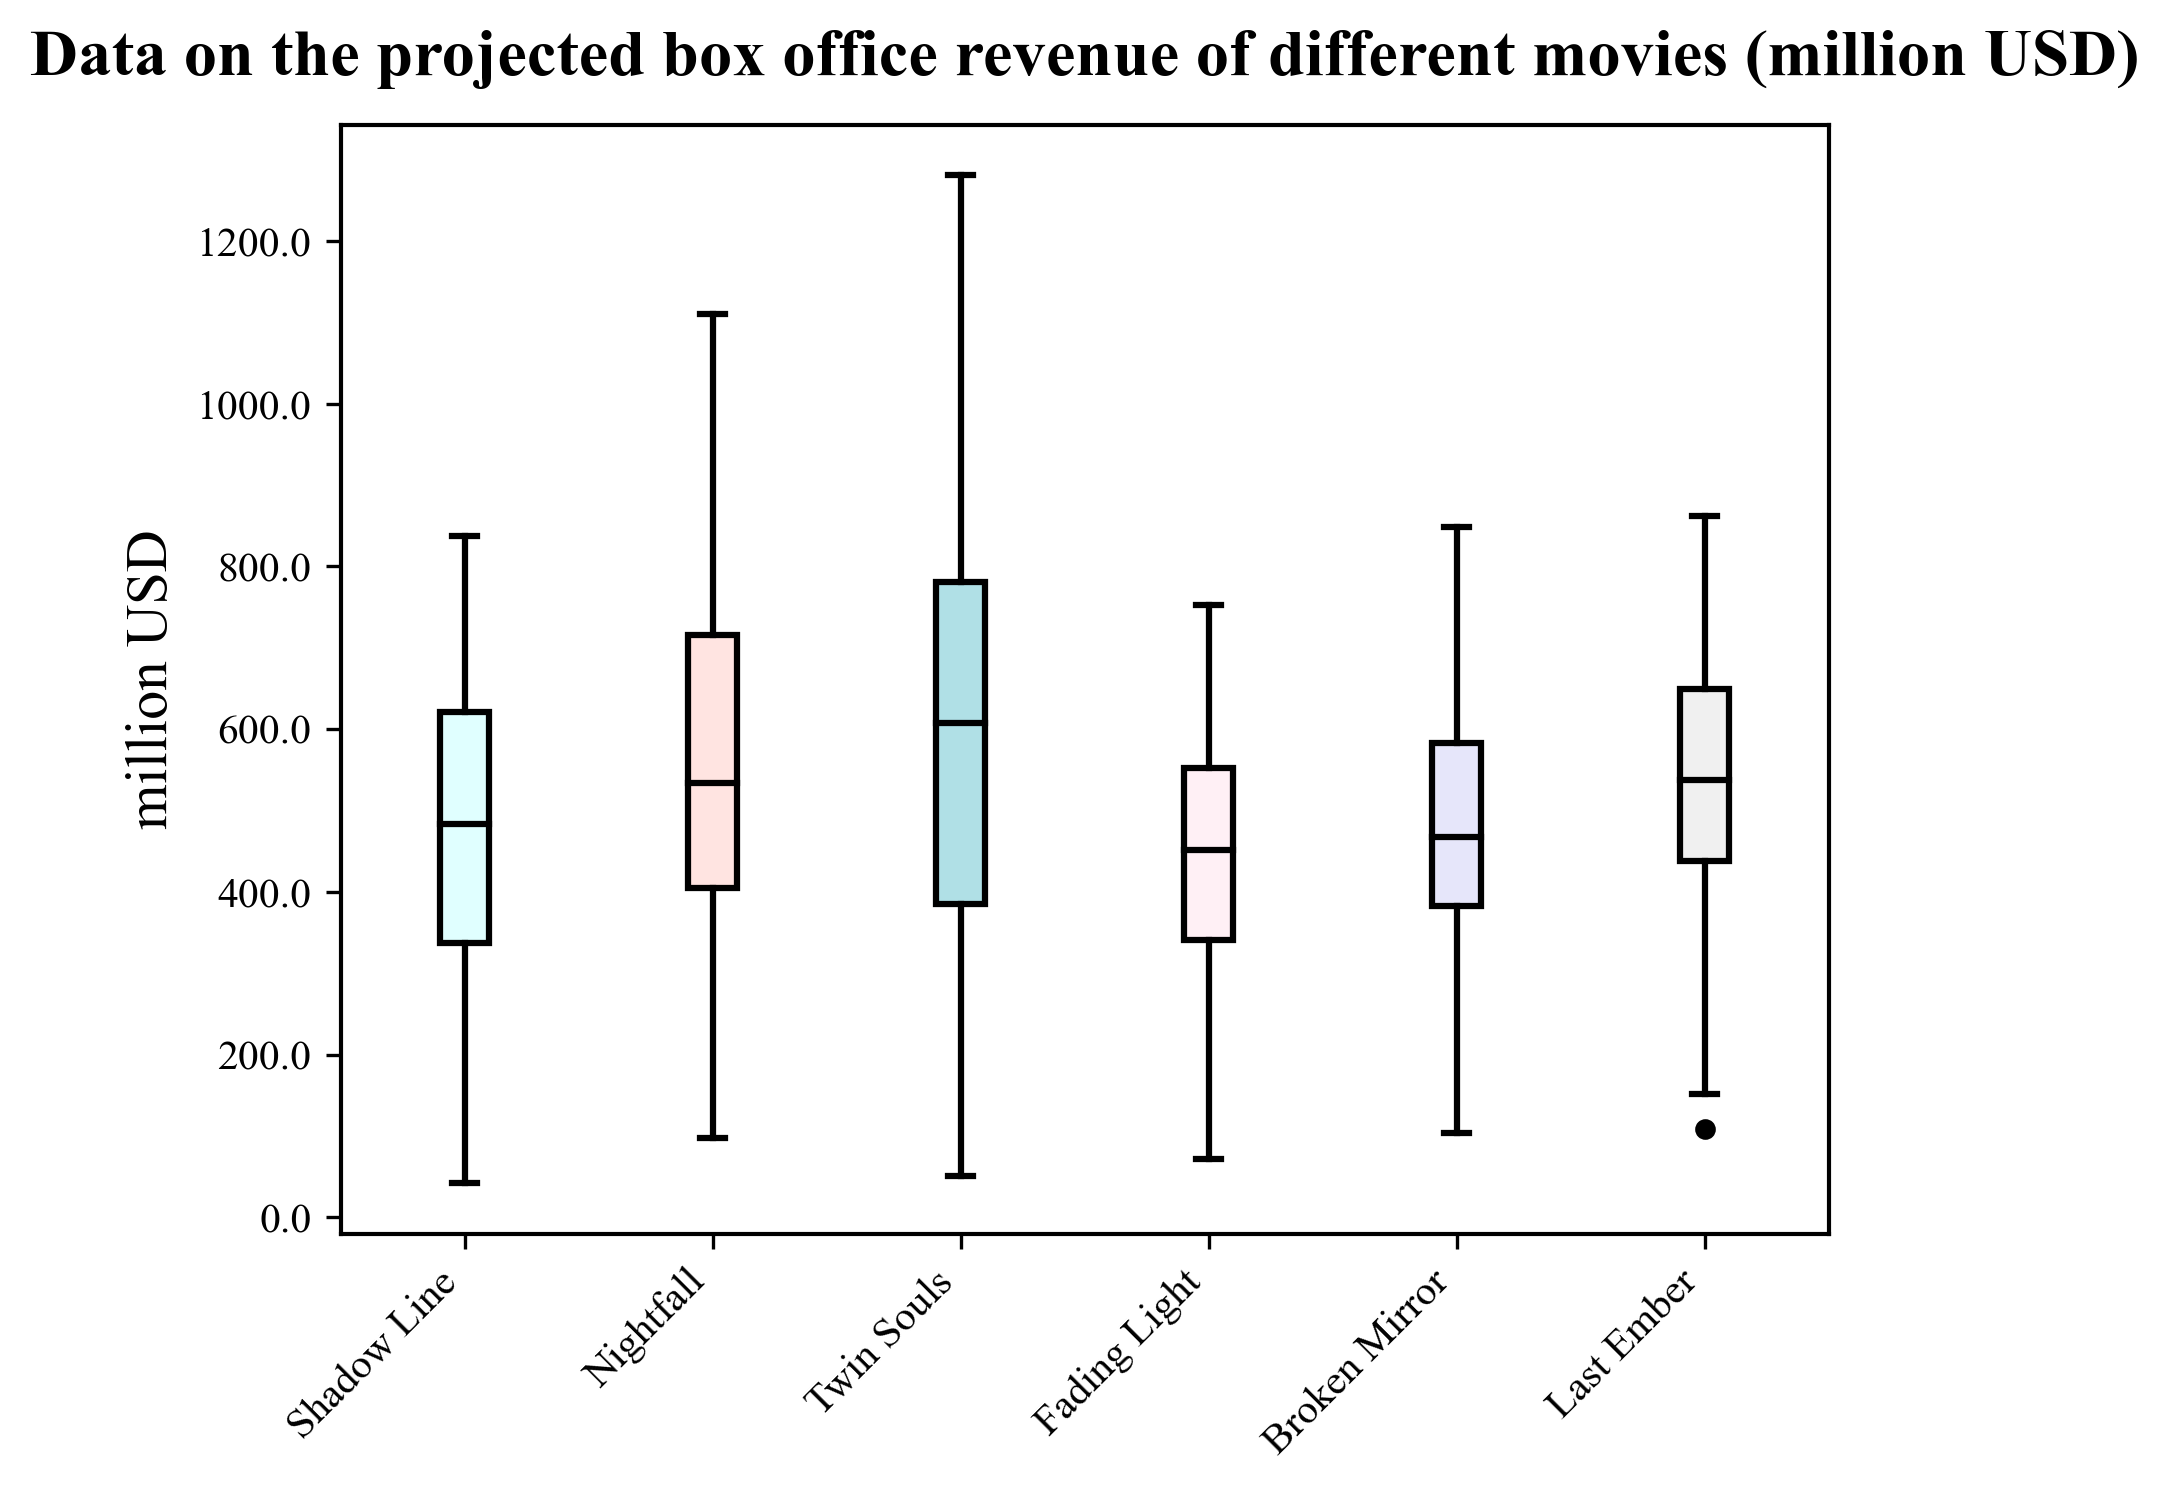 Data on the projected box office revenue of different movies (million USD)
million USD
1200.0
1000.0
800.0
600.0
400.0
200.0
0.0
Shadow Line
Nightfall
Twin Souls
Fading Light
Broken Mirror
Last Ember